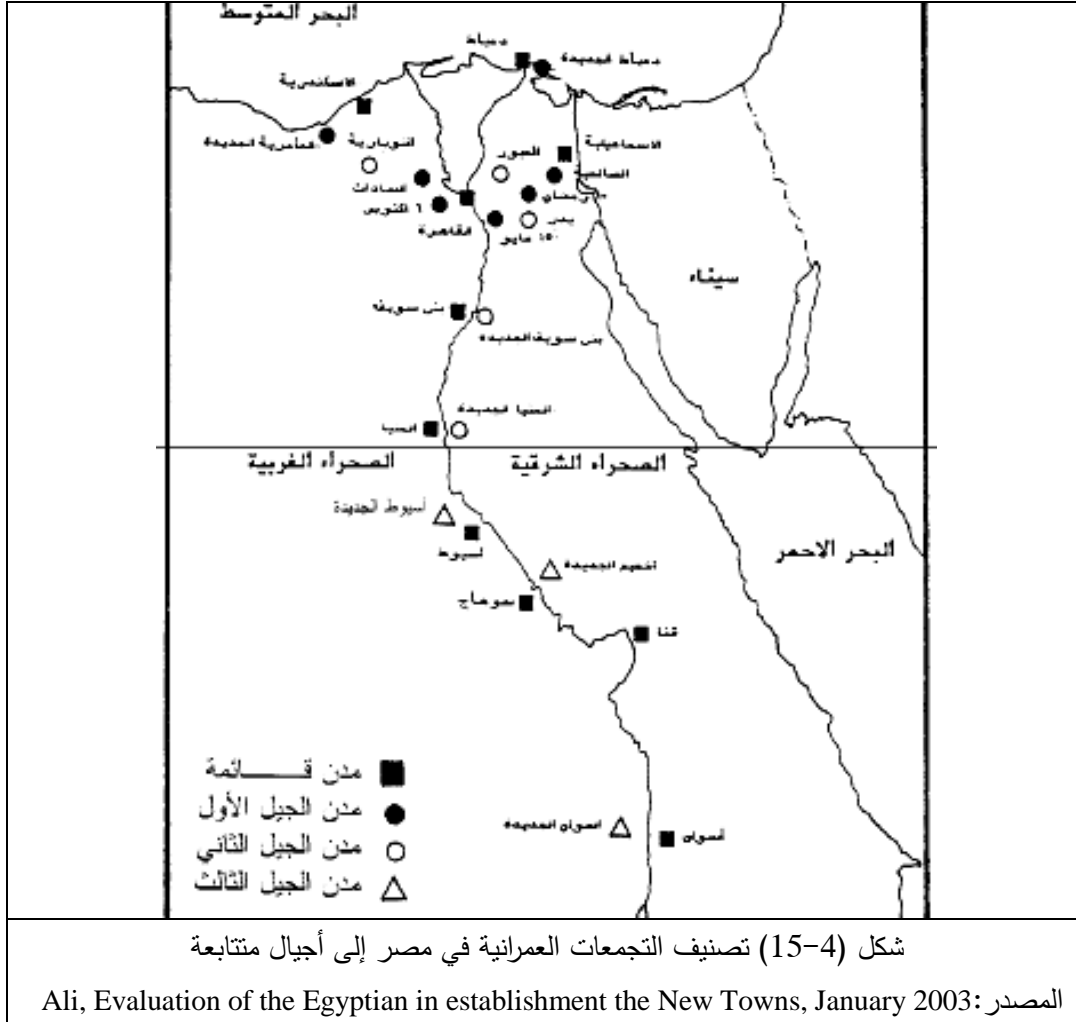 البحر المتوسط
دمياط
دمياط الجديدة
الاسكندرية
العامرية الجديدة
النوبارية
العبور
الاسماعيلية
الصالحية
السادات
رمضان
٦ اكتوبر
القاهرة
بدر
١٥ مايو
سيناء
بنى سويف
بنى سويف الجديدة
المنيا الجديدة
المنيا
الصحراء الغربية
الصحراء الشرقية
أسيوط الجديدة
أسيوط
اخميم الجديدة
البحر الاحمر
سوهاج
قنا
اسوان الجديدة
أسوان
مدن قـــــائمة
مدن الجيل الأول
مدن الجيل الثاني
مدن الجيل الثالث
شكل (4-15) تصنيف التجمعات العمرانية في مصر إلى أجيال متتابعة
المصدر: Ali, Evaluation of the Egyptian in establishment the New Towns, January 2003